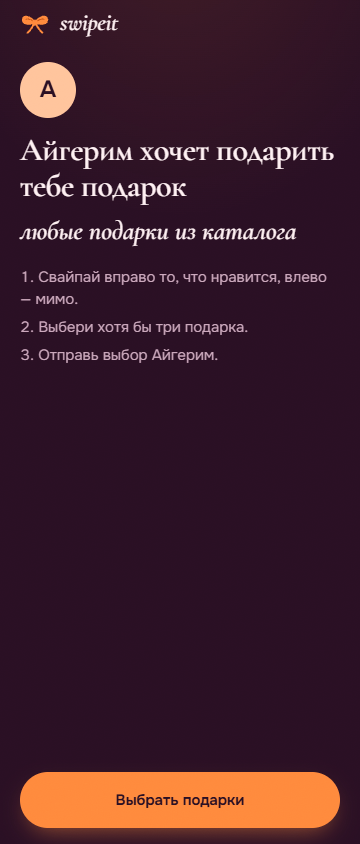 swipeit
А
Айгерим хочет подарить
тебе подарок
любые подарки из каталога
1. Свайпай вправо то, что нравится, влево
— мимо.
2. Выбери хотя бы три подарка.
3. Отправь выбор Айгерим.
Выбрать подарки